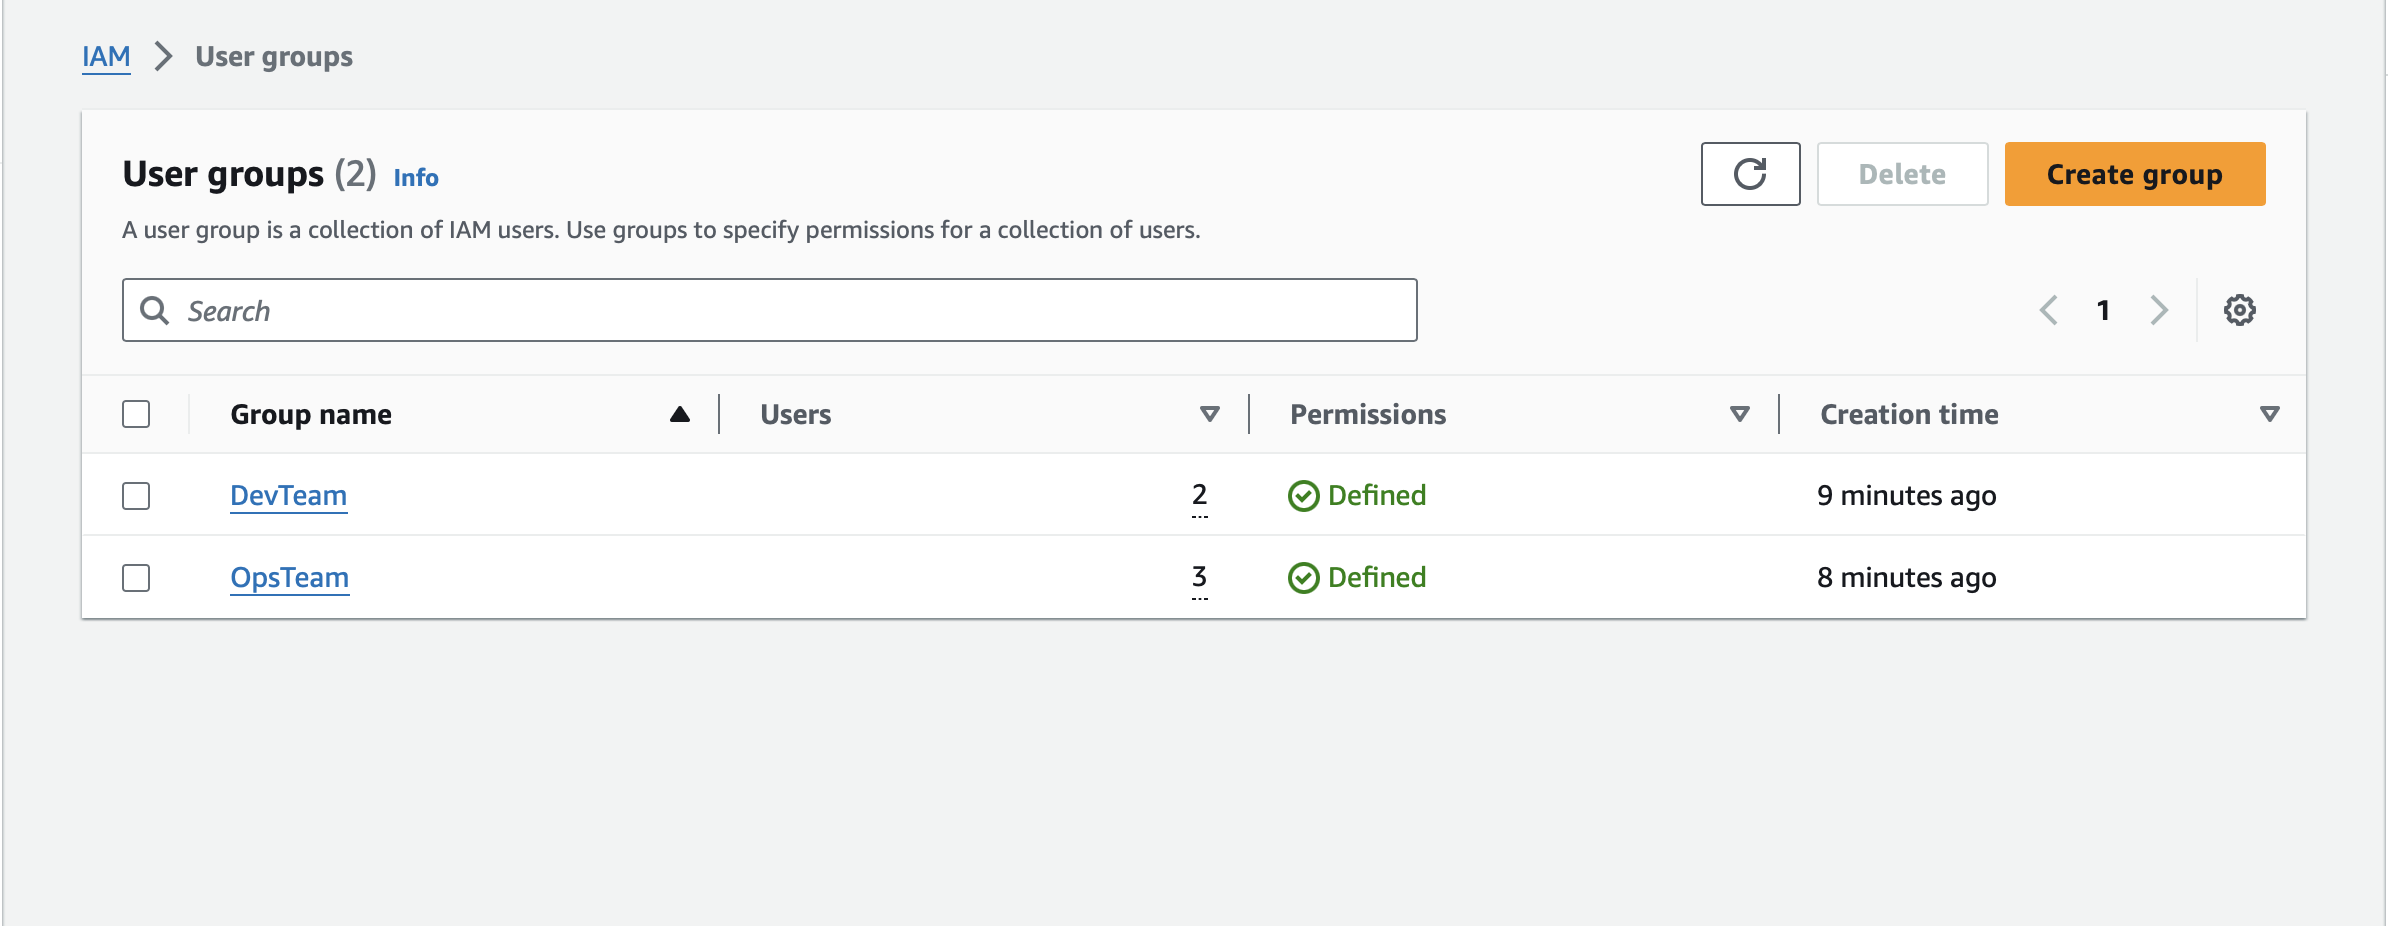 IAM User groups
User groups (2) Info
Delete
Create group
A user group is a collection of IAM users. Use groups to specify permissions for a collection of users.
Search
1
Group name Users Permissions Creation time
DevTeam 2 Defined 9 minutes ago
OpsTeam 3 Defined 8 minutes ago